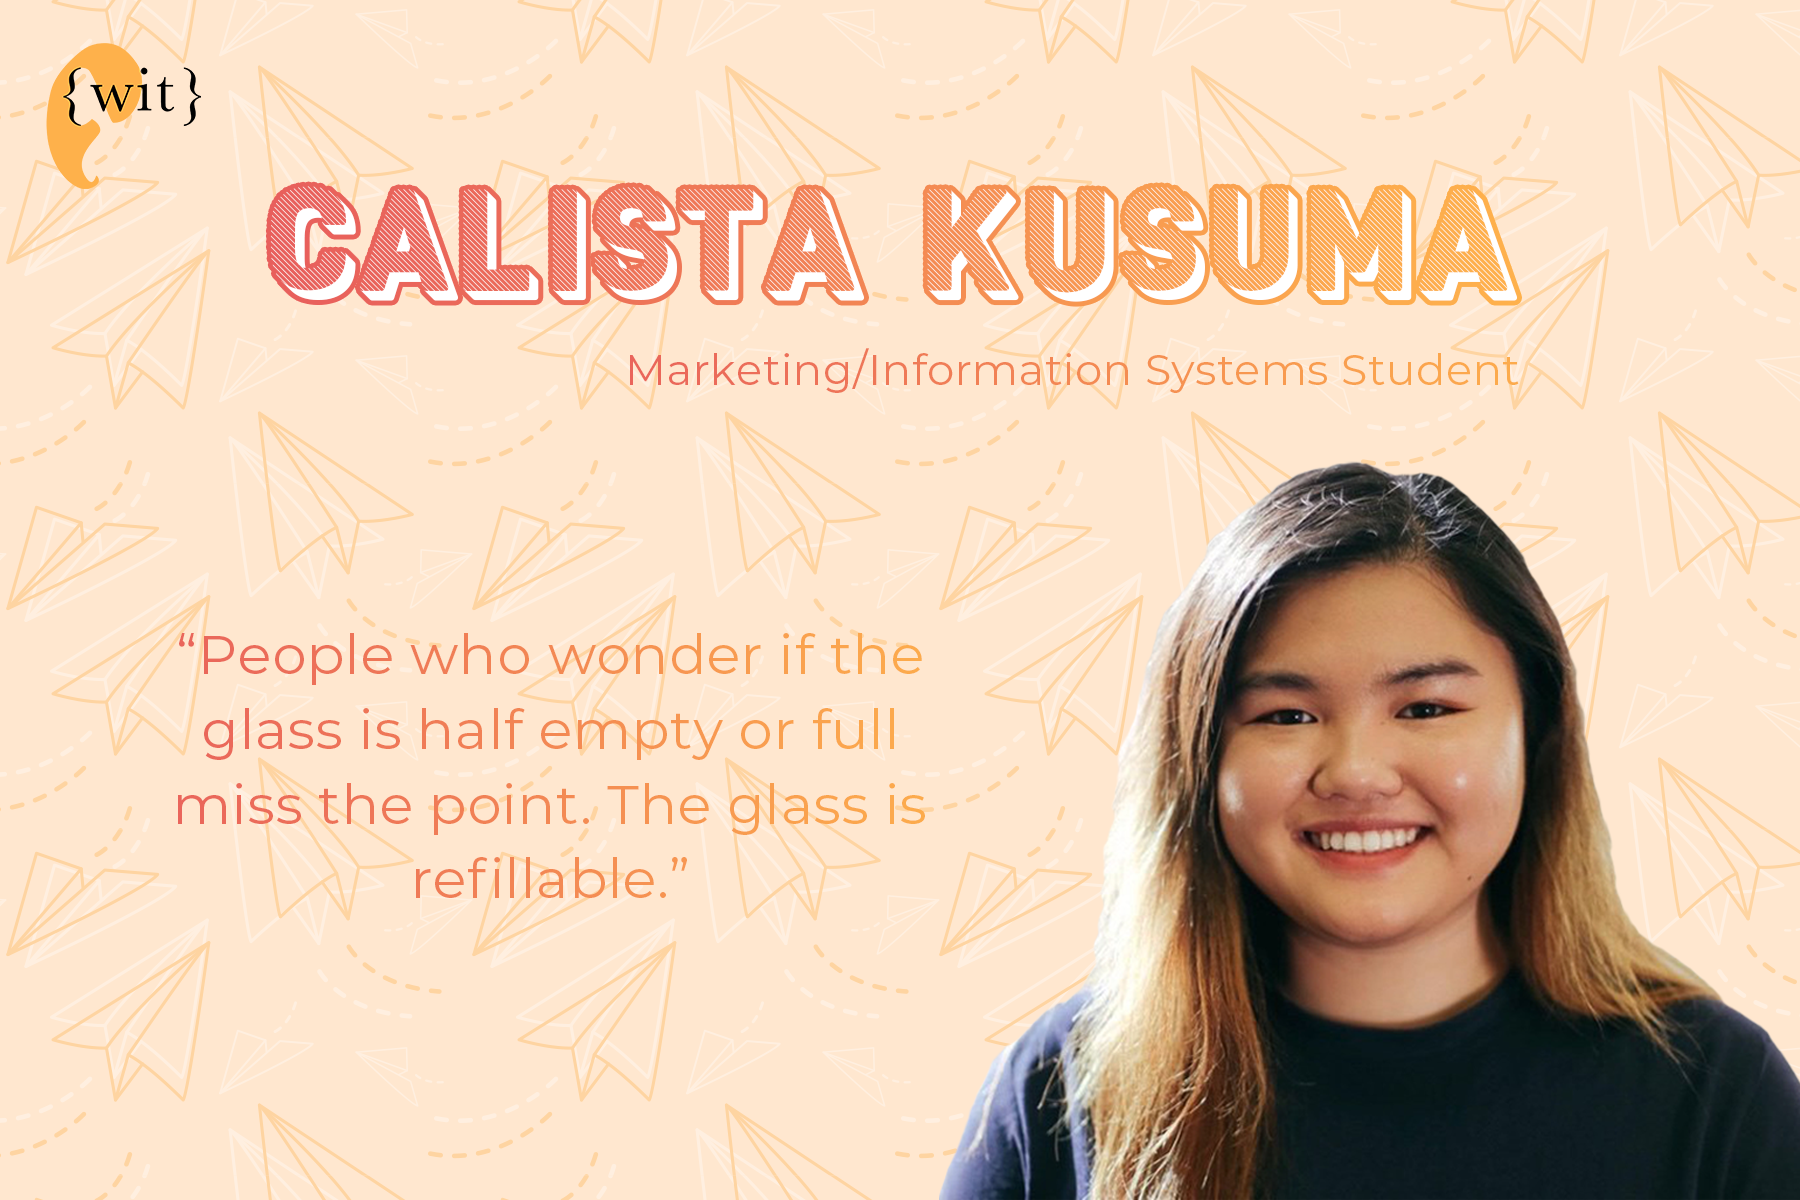 {wit}
CALISTA KUSUMA
Marketing/Information Systems Student
“People who wonder if the
glass is half empty or full
miss the point. The glass is
refillable.”